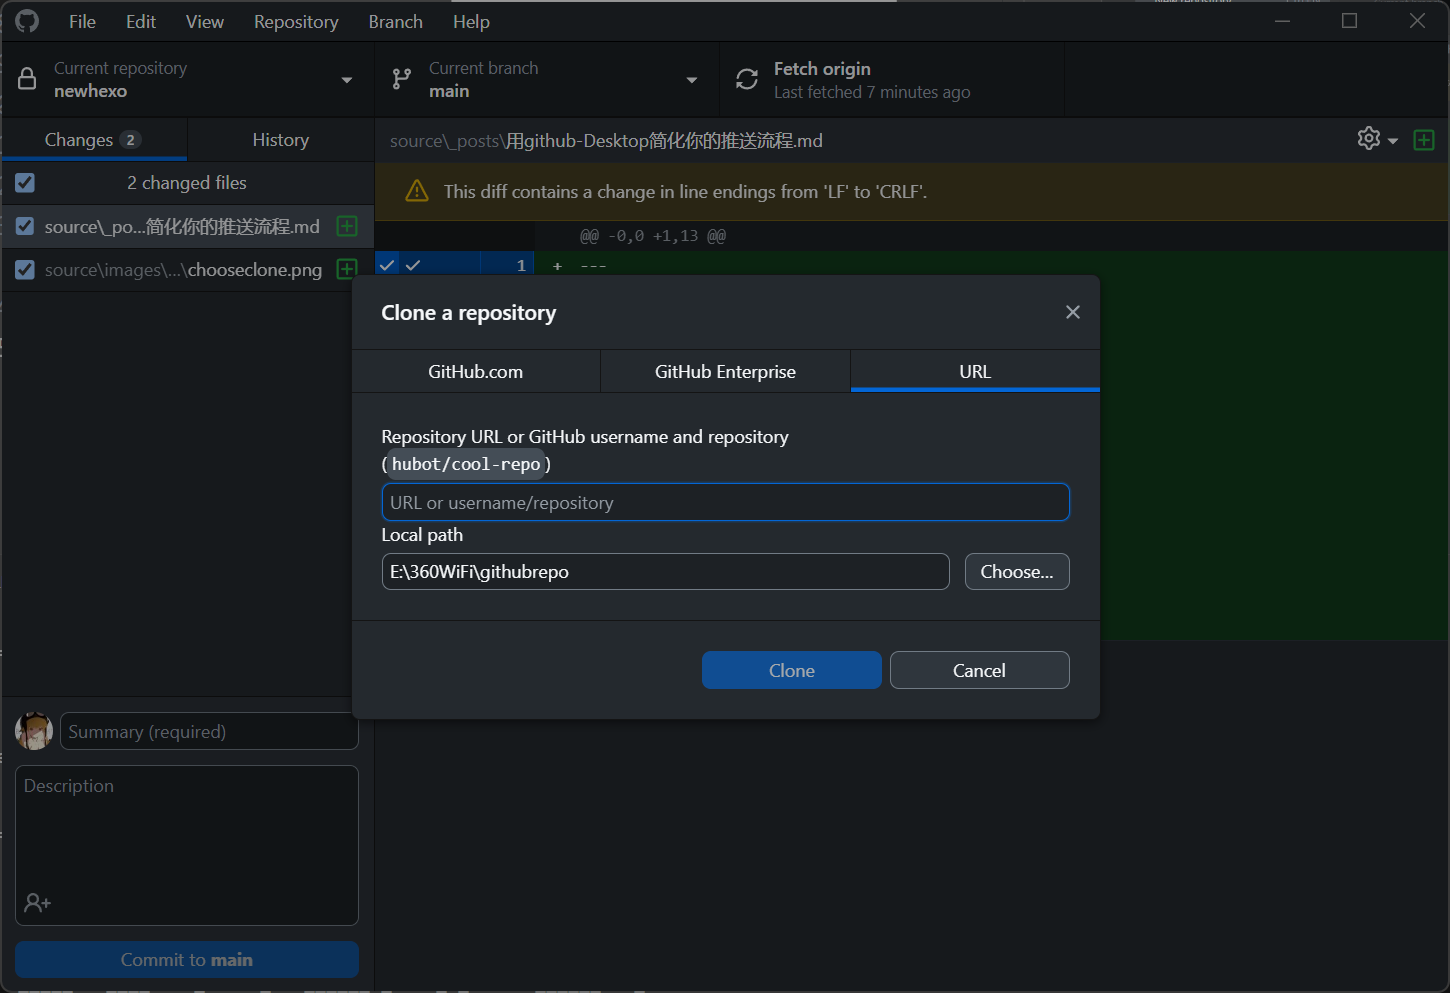 File Edit View Repository Branch Help
Current repository
newhexo
Current branch
main
Fetch origin
Last fetched 7 minutes ago
Changes 2
History
source\_posts\用github-Desktop简化你的推送流程.md
2 changed files
This diff contains a change in line endings from 'LF' to 'CRLF'.
source\_po...简化你的推送流程.md
@@ -0,0 +1,13 @@
source\images\...\chooseclone.png
1 + ---
Clone a repository
GitHub.com
GitHub Enterprise
URL
Repository URL or GitHub username and repository
(hubot/cool-repo)
URL or username/repository
Local path
E:\360WiFi\githubrepo
Choose...
Clone
Cancel
Summary (required)
Description
Commit to main